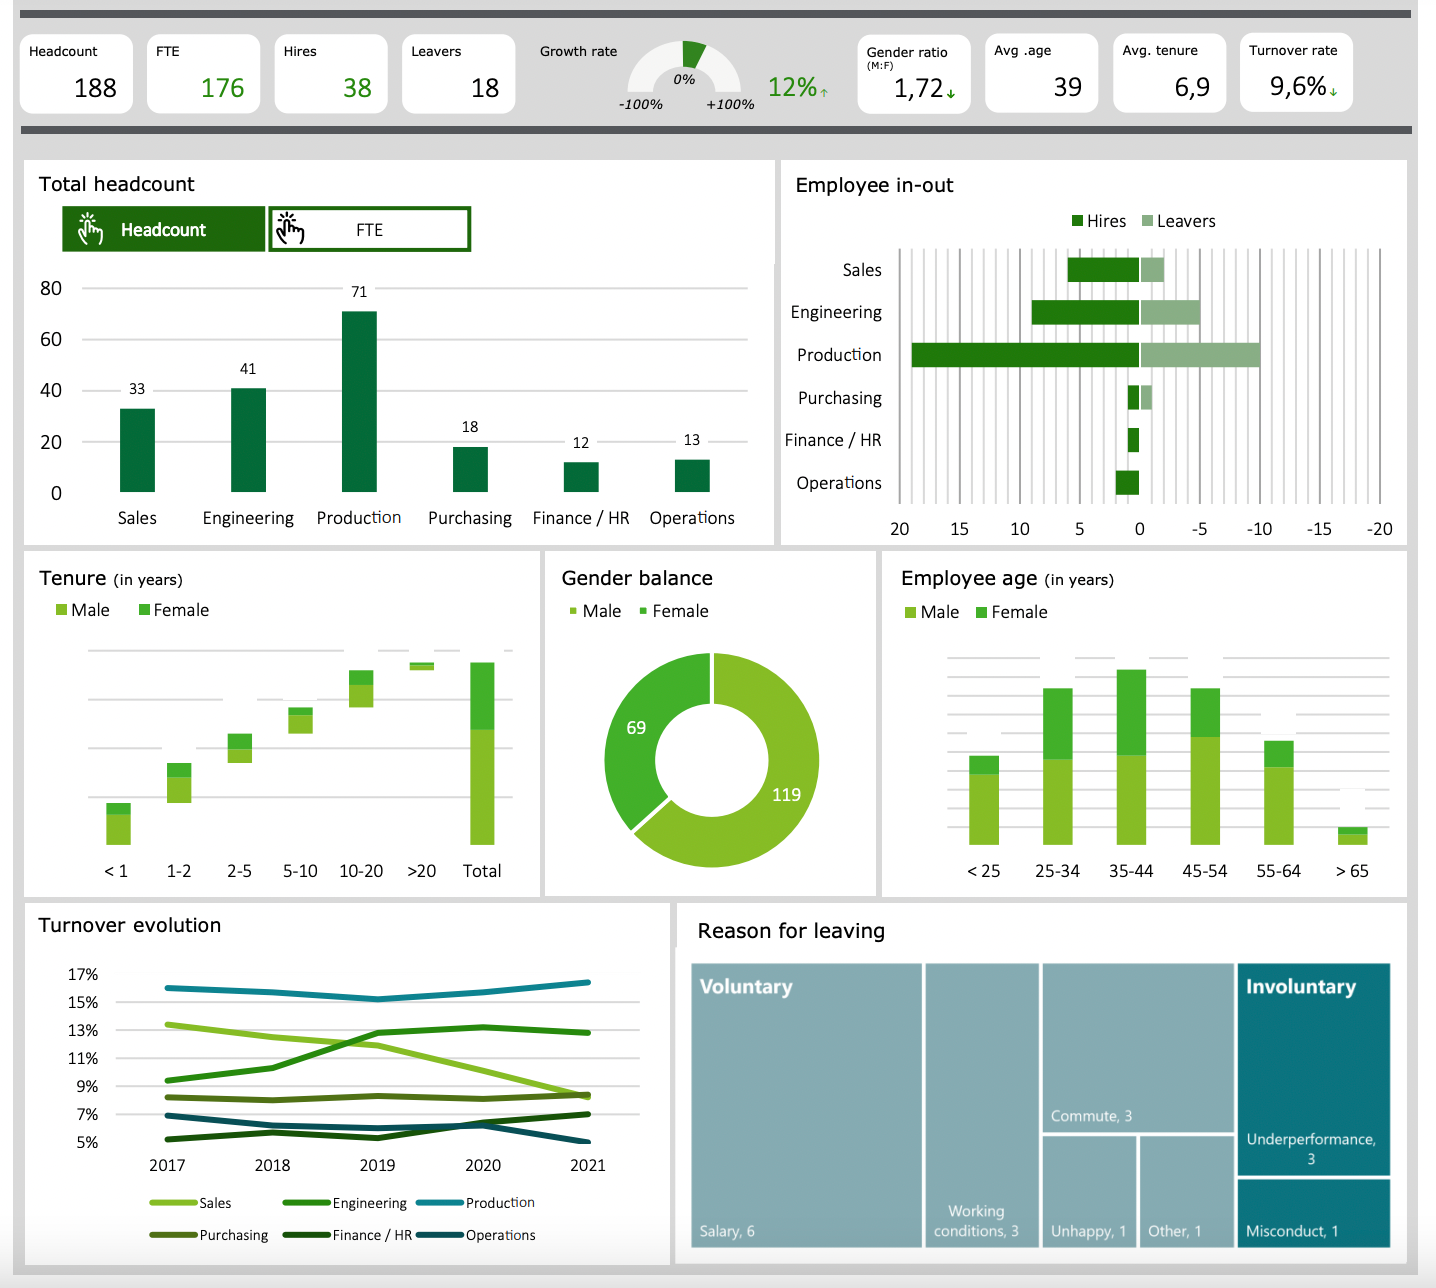 Headcount
188
FTE
176
Hires
38
Leavers
18
Growth rate
0%
-100% +100%
12%↑
Gender ratio
(M:F)
1,72↓
Avg .age
39
Avg. tenure
6,9
Turnover rate
9,6%↓
Total headcount
Headcount FTE
80
60
40
20
0
33
41
71
18
12
13
Sales Engineering Production Purchasing Finance / HR Operations
Employee in-out
Hires Leavers
Sales
Engineering
Production
Purchasing
Finance / HR
Operations
20 15 10 5 0 -5 -10 -15 -20
Tenure (in years)
Male Female
< 1 1-2 2-5 5-10 10-20 >20 Total
Gender balance
Male Female
69
119
Employee age (in years)
Male Female
< 25 25-34 35-44 45-54 55-64 > 65
Turnover evolution
17%
15%
13%
11%
9%
7%
5%
2017 2018 2019 2020 2021
Sales Engineering Production
Purchasing Finance / HR Operations
Reason for leaving
Voluntary
Salary, 6
Working
conditions, 3
Commute, 3
Unhappy, 1
Other, 1
Involuntary
Underperformance,
3
Misconduct, 1